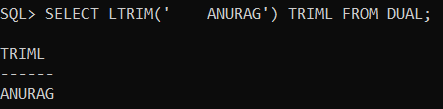 SQL> SELECT LTRIM('    ANURAG') TRIML FROM DUAL;
TRIML
------
ANURAG